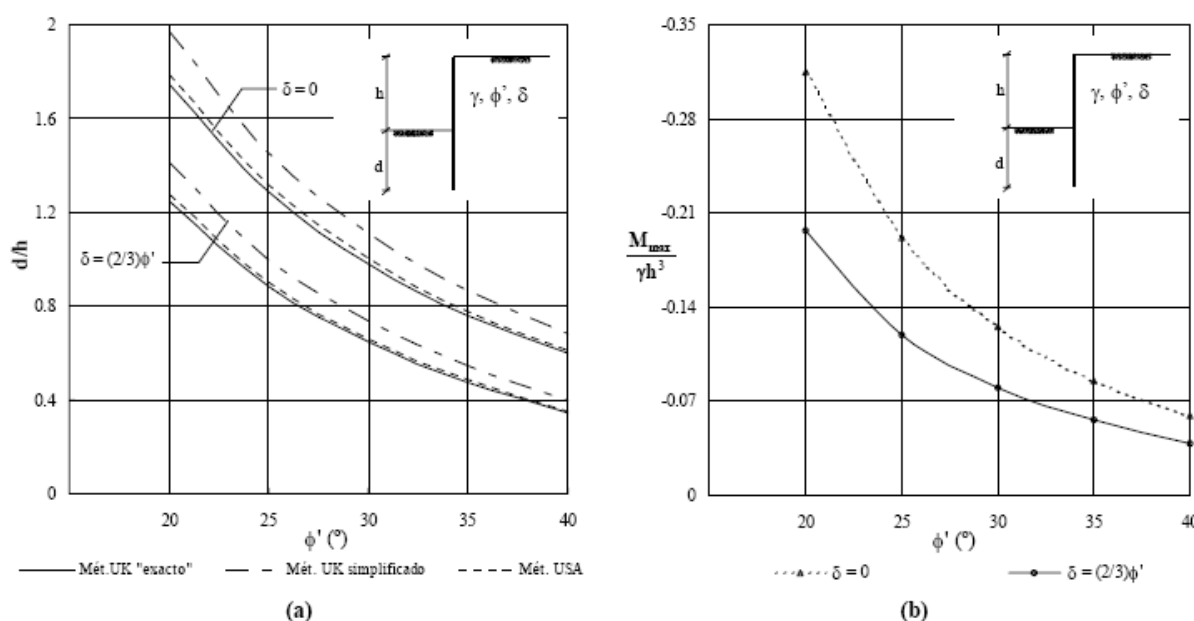 2
1.6
1.2
0.8
0.4
0
d/h
20
25
30
35
40
ϕ' (º)
δ = 0
δ = (2/3)ϕ'
h
d
γ, ϕ', δ
Mét.UK "exacto"
Mét. UK simplificado
Mét. USA
(a)
-0.35
-0.28
-0.21
-0.14
-0.07
0
M_max
γh³
20
25
30
35
40
ϕ' (º)
h
d
γ, ϕ', δ
δ = 0
δ = (2/3)ϕ'
(b)